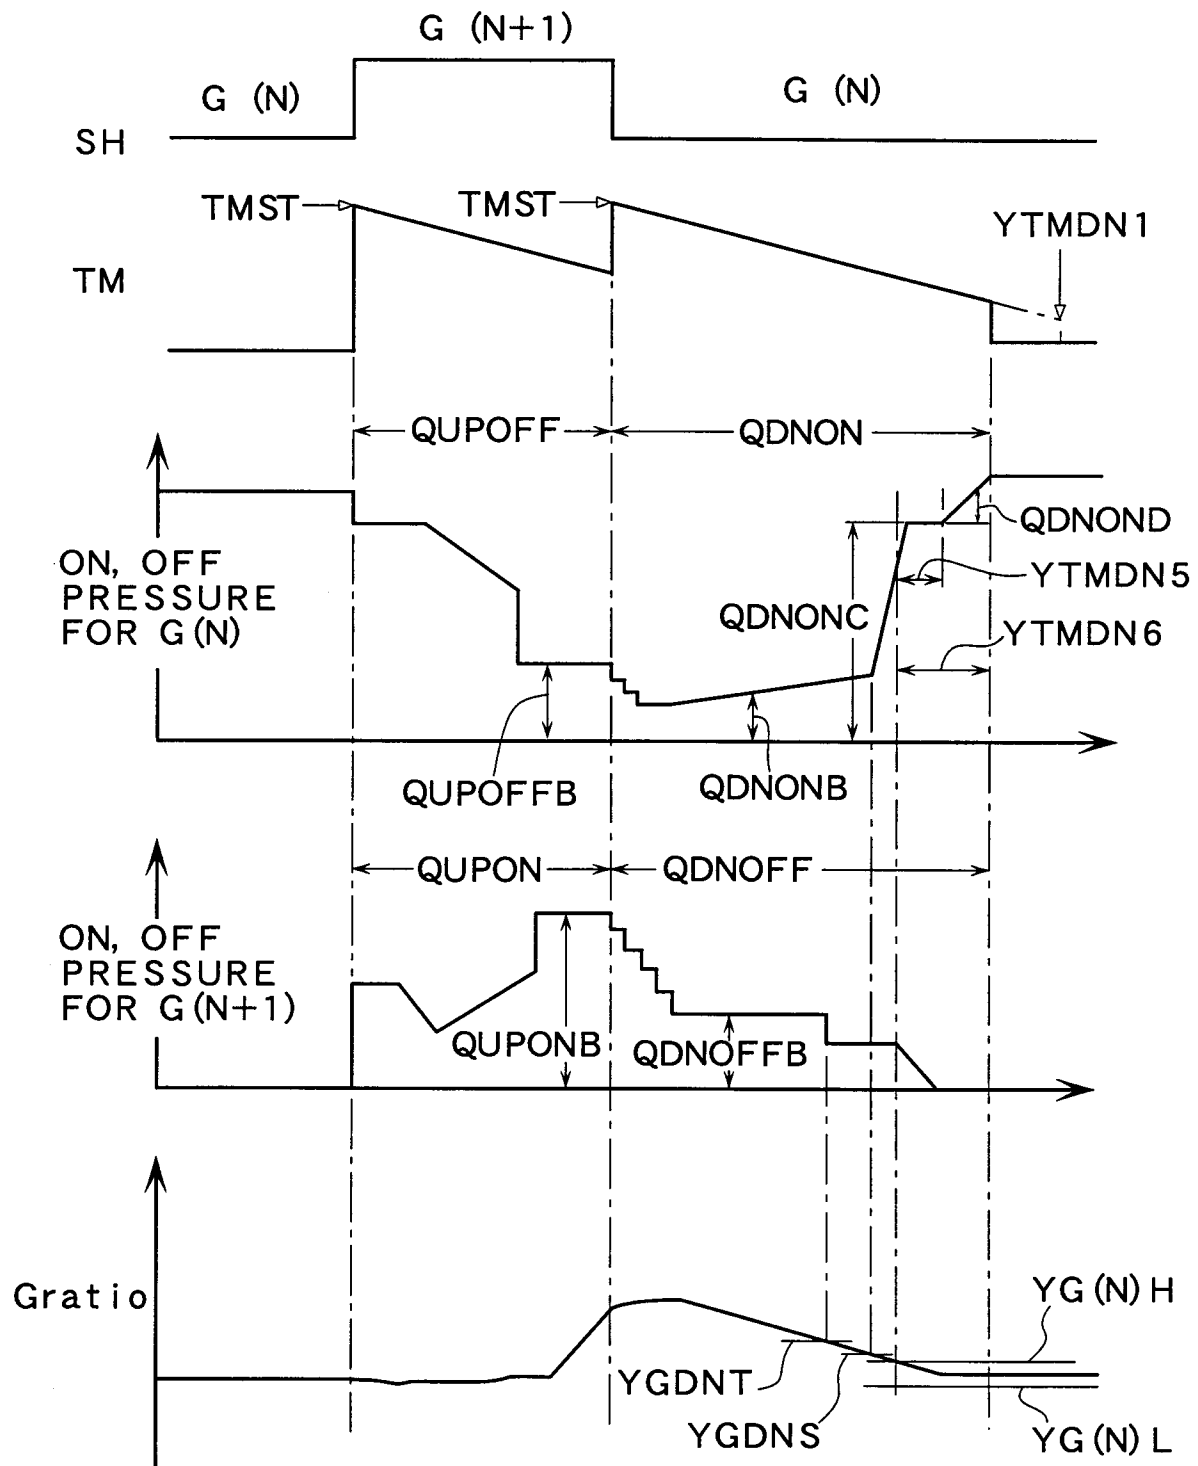 G (N+1)
G (N)
G (N)
SH
TMST
TMST
YTMDN1
TM
QUPOFF
QDNON
QDNOND
ON, OFF
PRESSURE
FOR G(N)
YTMDN5
QDNONC
YTMDN6
QUPOFFB
QDNONB
QUPON
QDNOFF
ON, OFF
PRESSURE
FOR G(N+1)
QUPONB
QDNOFFB
Gratio
YG(N)H
YGDNT
YGDNS
YG(N)L